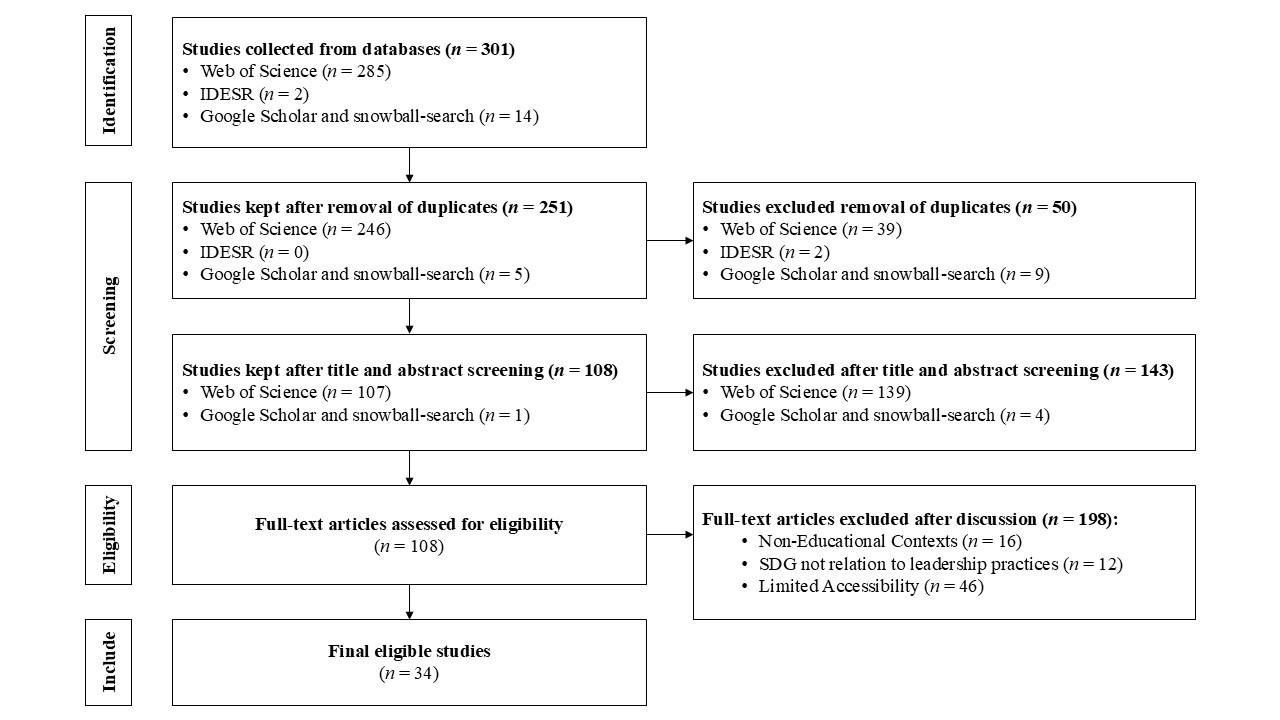 Identification
Studies collected from databases (n = 301)
• Web of Science (n = 285)
• IDESR (n = 2)
• Google Scholar and snowball-search (n = 14)
Screening
Studies kept after removal of duplicates (n = 251)
• Web of Science (n = 246)
• IDESR (n = 0)
• Google Scholar and snowball-search (n = 5)
Studies excluded removal of duplicates (n = 50)
• Web of Science (n = 39)
• IDESR (n = 2)
• Google Scholar and snowball-search (n = 9)
Studies kept after title and abstract screening (n = 108)
• Web of Science (n = 107)
• Google Scholar and snowball-search (n = 1)
Studies excluded after title and abstract screening (n = 143)
• Web of Science (n = 139)
• Google Scholar and snowball-search (n = 4)
Eligibility
Full-text articles assessed for eligibility
(n = 108)
Full-text articles excluded after discussion (n = 198):
• Non-Educational Contexts (n = 16)
• SDG not relation to leadership practices (n = 12)
• Limited Accessibility (n = 46)
Include
Final eligible studies
(n = 34)